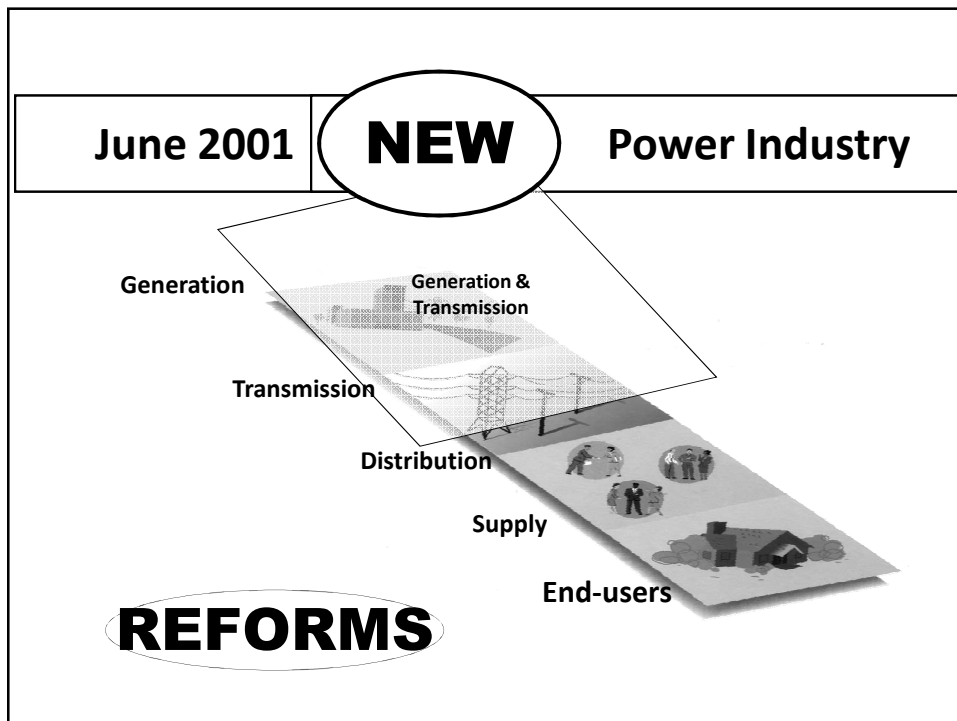 June 2001
NEW
Power Industry
Generation
Generation &
Transmission
Transmission
Distribution
Supply
End-users
REFORMS